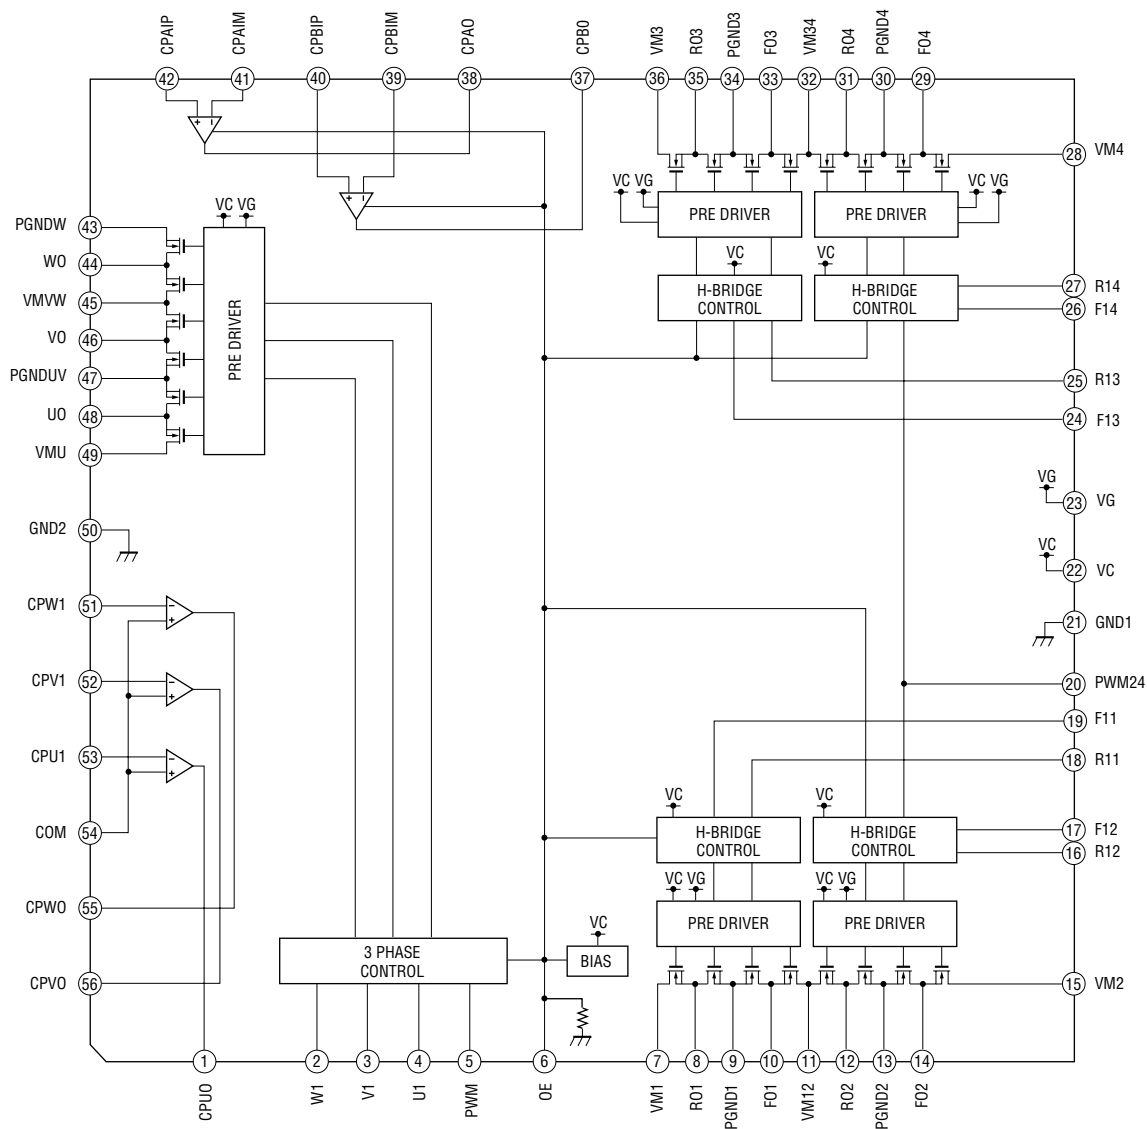 CPAIP
CPAIM
CPBIP
CPBIM
CPAO
CPB0
VM3
RO3
PGND3
FO3
VM34
RO4
PGND4
FO4
42
41
40
39
38
37
36
35
34
33
32
31
30
29
28 VM4
VC VG
PRE DRIVER
PRE DRIVER
VC VG
VC
H-BRIDGE
CONTROL
VC
H-BRIDGE
CONTROL
27 R14
26 F14
25 R13
24 F13
VG
23 VG
VC
22 VC
21 GND1
20 PWM24
19 F11
18 R11
17 F12
16 R12
15 VM2
PGNDW 43
WO 44
VMVW 45
VO 46
PGNDUV 47
UO 48
VMU 49
VC VG
PRE DRIVER
GND2 50
CPW1 51
CPV1 52
CPU1 53
COM 54
CPWO 55
CPVO 56
3 PHASE
CONTROL
VC
BIAS
VC
H-BRIDGE
CONTROL
VC
H-BRIDGE
CONTROL
VC VG
PRE DRIVER
VC VG
PRE DRIVER
1
2
3
4
5
6
7
8
9
10
11
12
13
14
CPUO
W1
V1
U1
PWM
OE
VM1
RO1
PGND1
FO1
VM12
RO2
PGND2
FO2